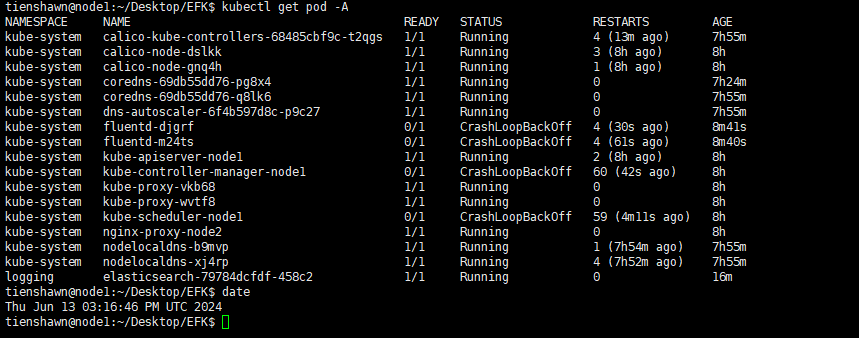 tienshawn@node1:~/Desktop/EFK$ kubectl get pod -A
NAMESPACE NAME READY STATUS RESTARTS AGE
kube-system calico-kube-controllers-68485cbf9c-t2qgs 1/1 Running 4 (13m ago) 7h55m
kube-system calico-node-dslkk 1/1 Running 3 (8h ago) 8h
kube-system calico-node-gnq4h 1/1 Running 1 (8h ago) 8h
kube-system coredns-69db55dd76-pg8x4 1/1 Running 0 7h24m
kube-system coredns-69db55dd76-q8lk6 1/1 Running 0 7h55m
kube-system dns-autoscaler-6f4b597d8c-p9c27 1/1 Running 0 7h55m
kube-system fluentd-djgrf 0/1 CrashLoopBackOff 4 (30s ago) 8m41s
kube-system fluentd-m24ts 0/1 CrashLoopBackOff 4 (61s ago) 8m40s
kube-system kube-apiserver-node1 1/1 Running 2 (8h ago) 8h
kube-system kube-controller-manager-node1 0/1 CrashLoopBackOff 60 (42s ago) 8h
kube-system kube-proxy-vkb68 1/1 Running 0 8h
kube-system kube-proxy-wvtf8 1/1 Running 0 8h
kube-system kube-scheduler-node1 0/1 CrashLoopBackOff 59 (4m11s ago) 8h
kube-system nginx-proxy-node2 1/1 Running 0 8h
kube-system nodelocaldns-b9mvp 1/1 Running 1 (7h54m ago) 7h55m
kube-system nodelocaldns-xj4rp 1/1 Running 4 (7h52m ago) 7h55m
logging elasticsearch-79784dcfdf-458c2 1/1 Running 0 16m
tienshawn@node1:~/Desktop/EFK$ date
Thu Jun 13 03:16:46 PM UTC 2024
tienshawn@node1:~/Desktop/EFK$